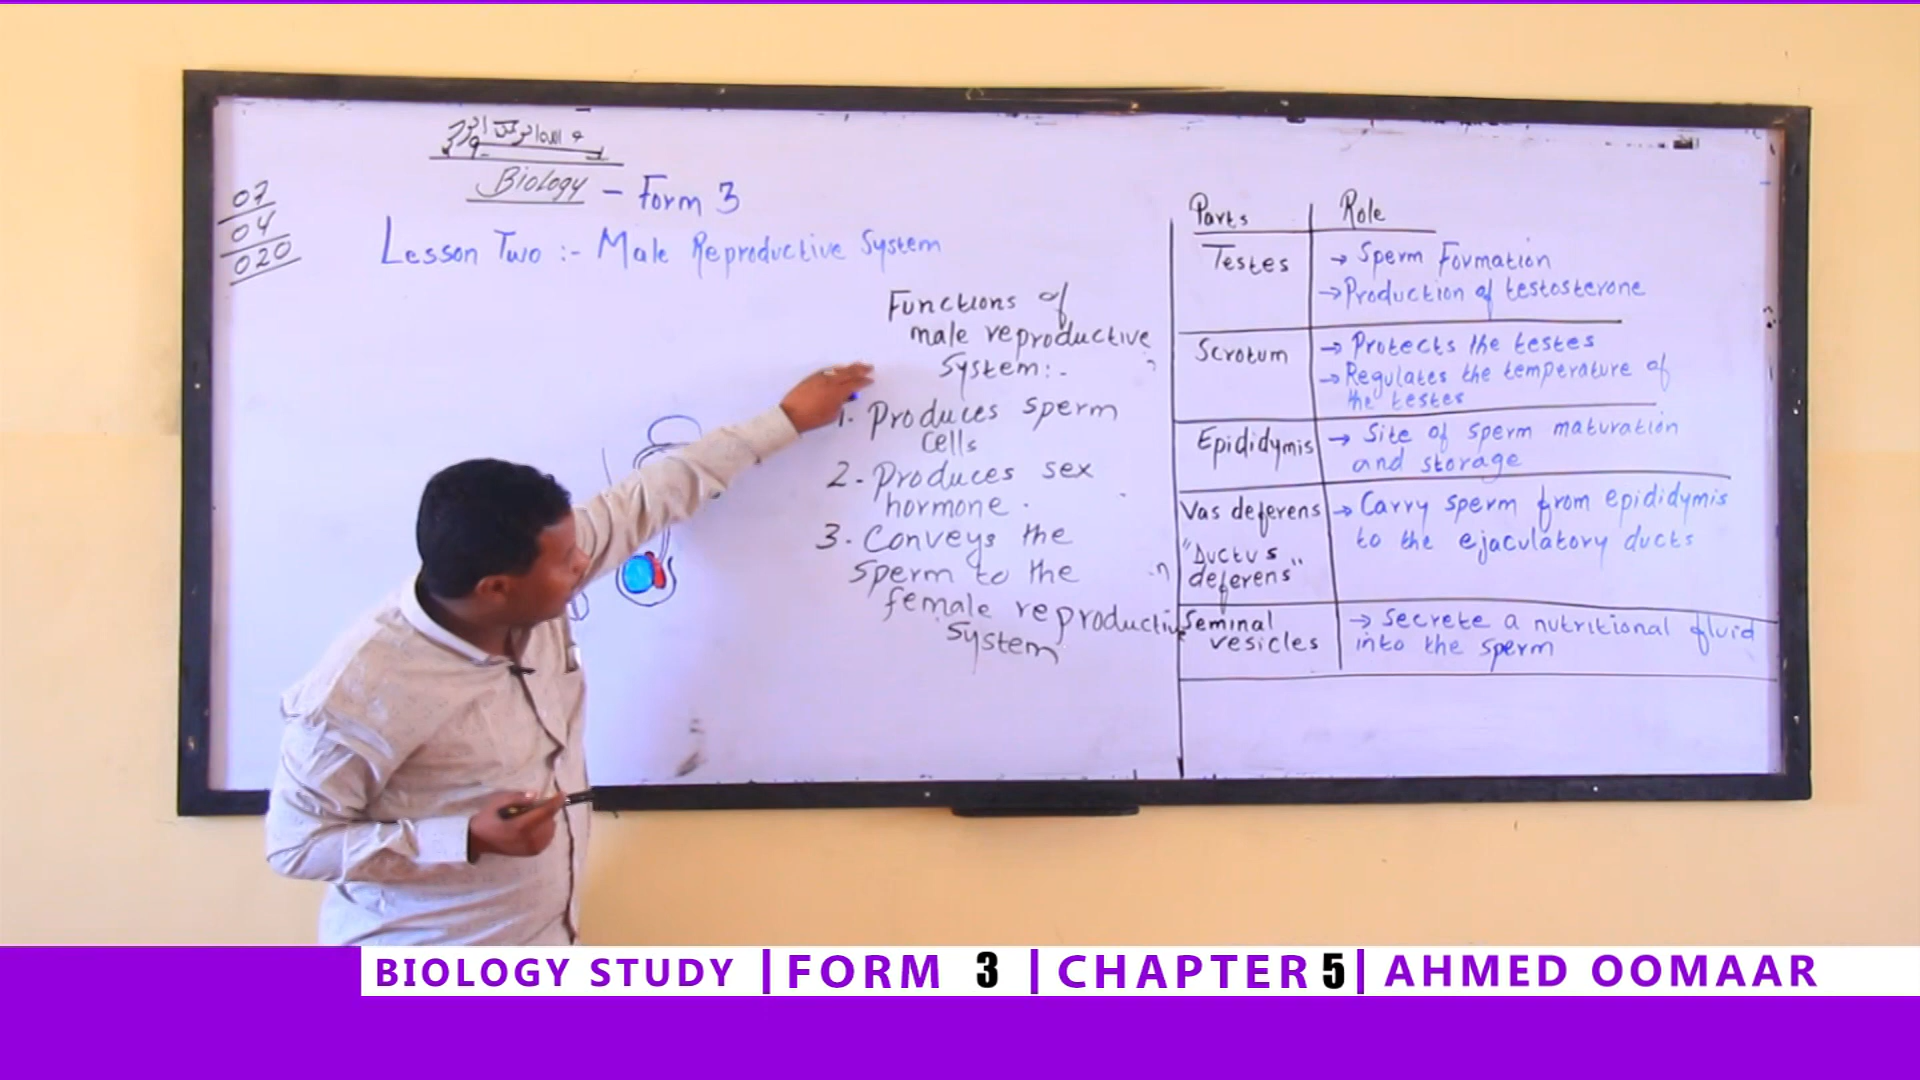 Biology - Form 3
07
04
020
Lesson Two :- Male Reproductive System
Functions of
male reproductive
System:-
1. Produces sperm
cells
2. Produces sex
hormone.
3. Conveys the
sperm to the
female reproductive
System
Parts Role
Testes → Sperm Formation
→ Production of testosterone
Scrotum → Protects the testes
→ Regulates the temperature of
the testes
Epididymis → Site of sperm maturation
and storage
Vas deferens → Carry sperm from epididymis
to the ejaculatory ducts
"Ductus
deferens"
Seminal → Secrete a nutritional fluid
vesicles into the sperm
BIOLOGY STUDY | FORM 3 | CHAPTER 5 | AHMED OOMAAR